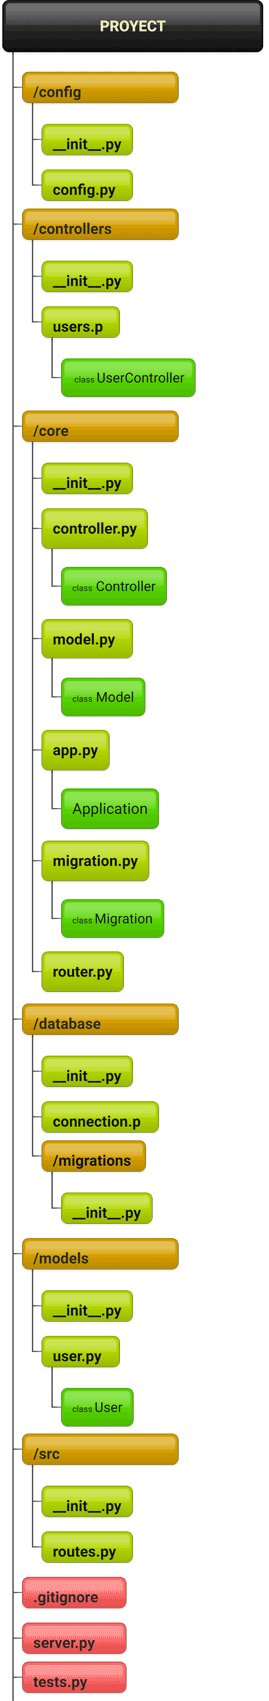 PROYECT
/config
__init__.py
config.py
/controllers
__init__.py
users.p
class UserController
/core
__init__.py
controller.py
class Controller
model.py
class Model
app.py
Application
migration.py
class Migration
router.py
/database
__init__.py
connection.p
/migrations
__init__.py
/models
__init__.py
user.py
class User
/src
__init__.py
routes.py
.gitignore
server.py
tests.py